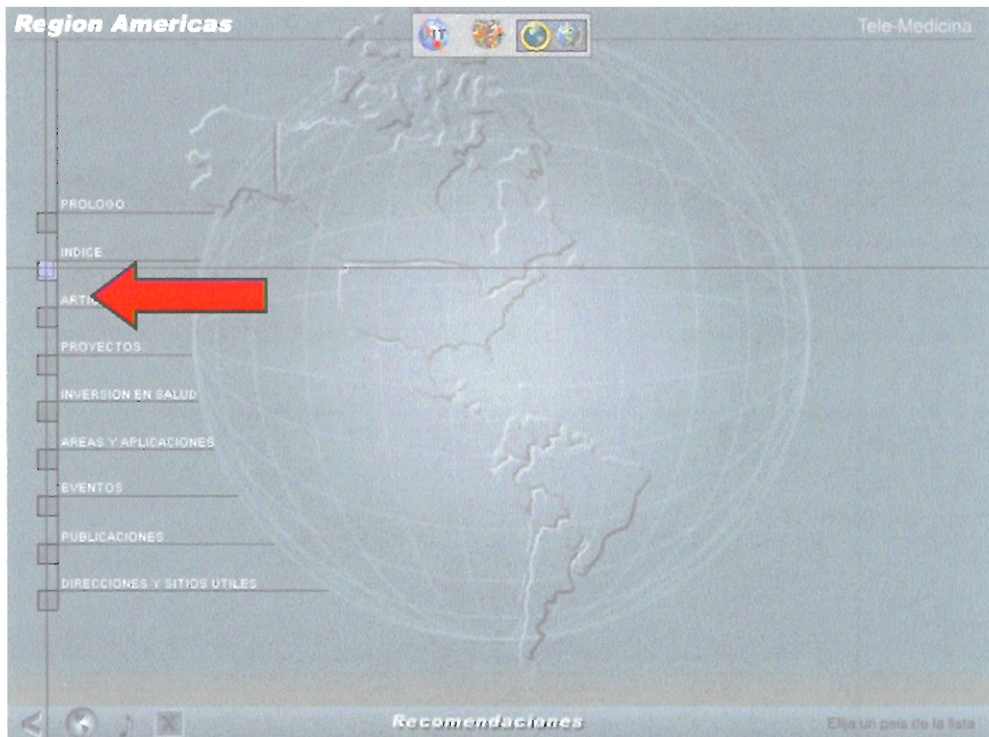 Region Americas
Tele-Medicina
PROLOGO
INDICE
PROYECTOS
INVERSION EN SALUD
AREAS Y APLICACIONES
EVENTOS
PUBLICACIONES
DIRECCIONES Y SITIOS UTILES
Recomendaciones
Elija un pais de la lista